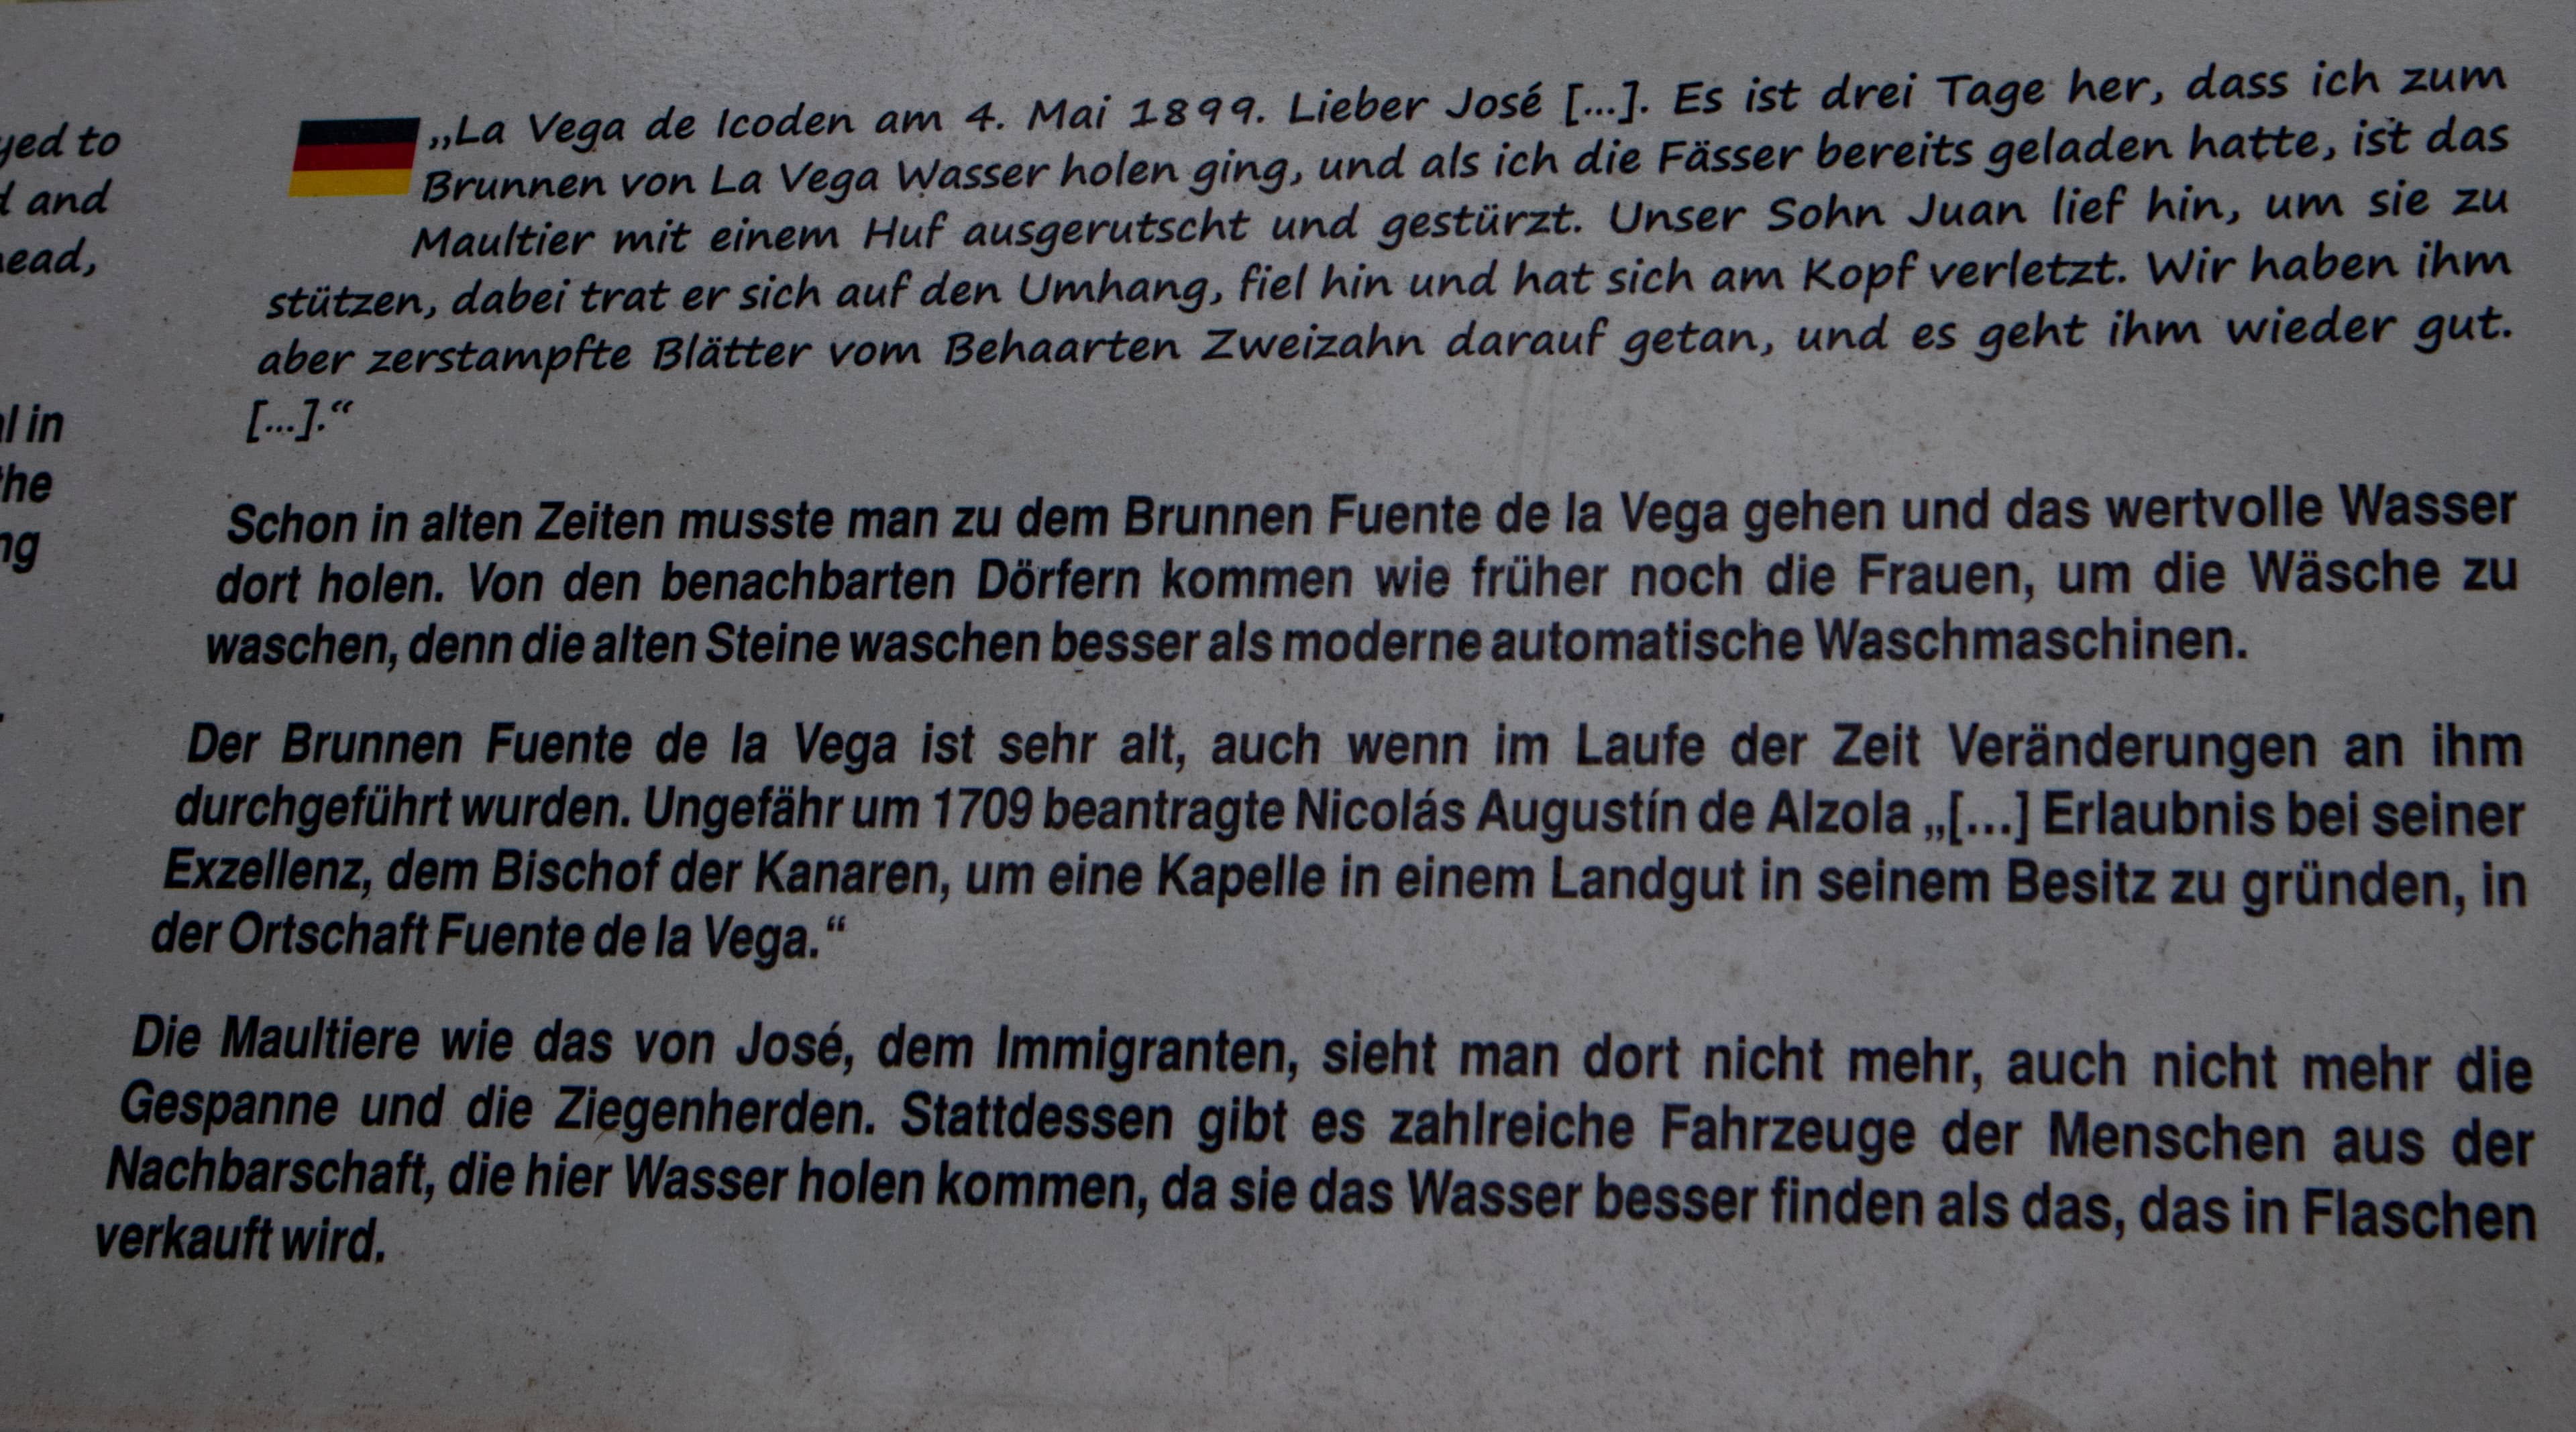 yed to
d and
ead,
l in
he
ng
„La Vega de Icoden am 4. Mai 1899. Lieber José [...]. Es ist drei Tage her, dass ich zum
Brunnen von La Vega Wasser holen ging, und als ich die Fässer bereits geladen hatte, ist das
Maultier mit einem Huf ausgerutscht und gestürzt. Unser Sohn Juan lief hin, um sie zu
stützen, dabei trat er sich auf den Umhang, fiel hin und hat sich am Kopf verletzt. Wir haben ihm
aber zerstampfte Blätter vom Behaarten Zweizahn darauf getan, und es geht ihm wieder gut.
[...].“
Schon in alten Zeiten musste man zu dem Brunnen Fuente de la Vega gehen und das wertvolle Wasser
dort holen. Von den benachbarten Dörfern kommen wie früher noch die Frauen, um die Wäsche zu
waschen, denn die alten Steine waschen besser als moderne automatische Waschmaschinen.
Der Brunnen Fuente de la Vega ist sehr alt, auch wenn im Laufe der Zeit Veränderungen an ihm
durchgeführt wurden. Ungefähr um 1709 beantragte Nicolás Augustín de Alzola „[...] Erlaubnis bei seiner
Exzellenz, dem Bischof der Kanaren, um eine Kapelle in einem Landgut in seinem Besitz zu gründen, in
der Ortschaft Fuente de la Vega.“
Die Maultiere wie das von José, dem Immigranten, sieht man dort nicht mehr, auch nicht mehr die
Gespanne und die Ziegenherden. Stattdessen gibt es zahlreiche Fahrzeuge der Menschen aus der
Nachbarschaft, die hier Wasser holen kommen, da sie das Wasser besser finden als das, das in Flaschen
verkauft wird.